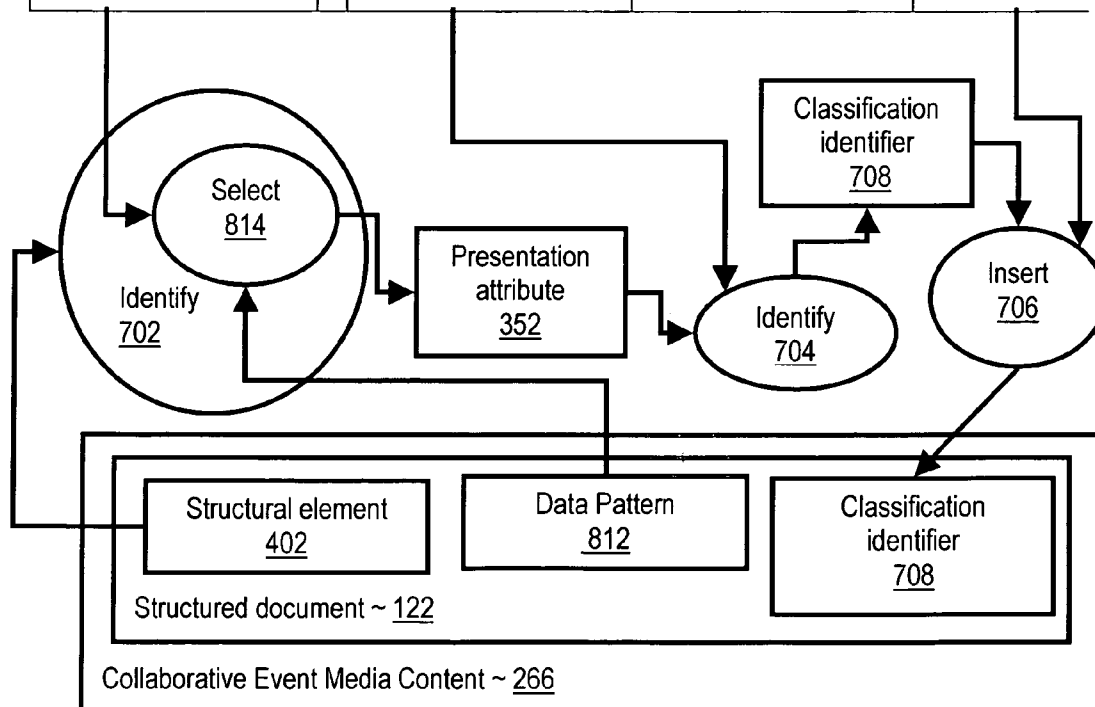 Classification
identifier
708
Select
814
Identify
702
Presentation
attribute
352
Identify
704
Insert
706
Structural element
402
Data Pattern
812
Classification
identifier
708
Structured document ~ 122
Collaborative Event Media Content ~ 266